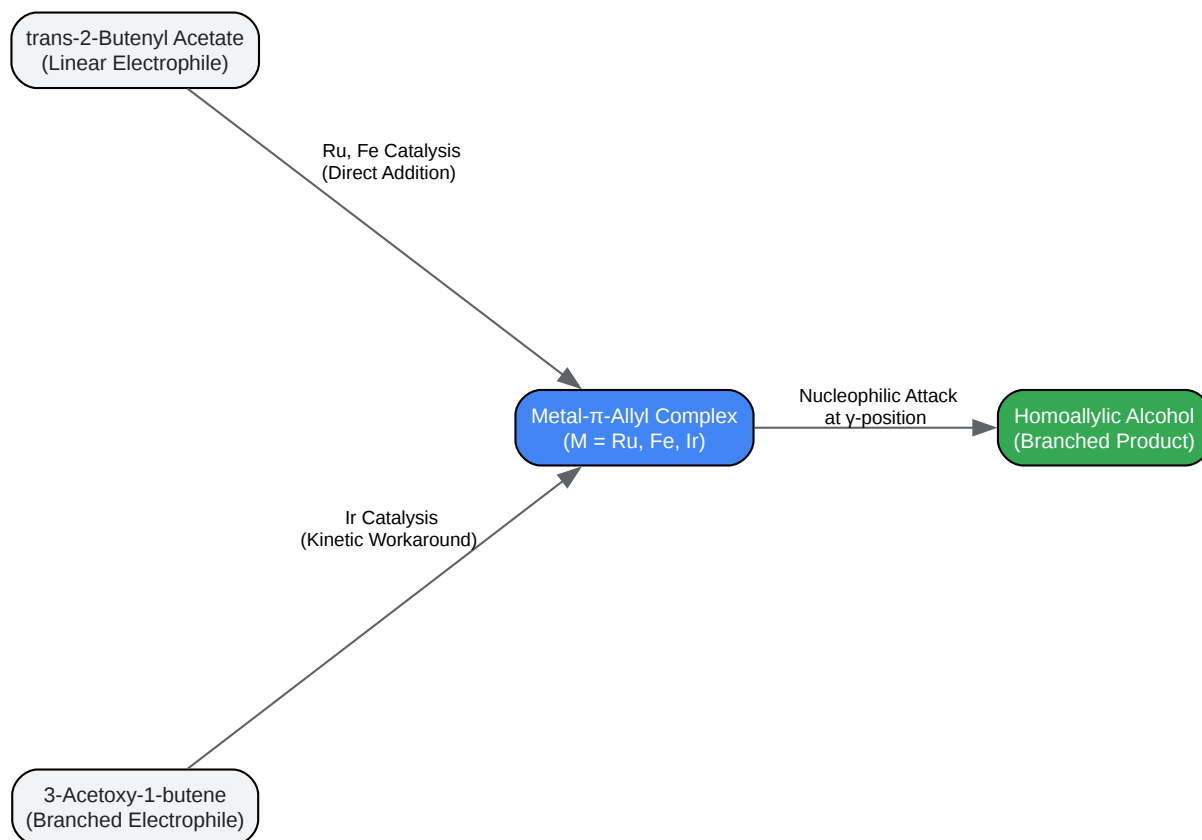 trans-2-Butenyl Acetate
(Linear Electrophile)
Ru, Fe Catalysis
(Direct Addition)
Metal-π-Allyl Complex
(M = Ru, Fe, Ir)
Nucleophilic Attack
at γ-position
Homoallylic Alcohol
(Branched Product)
Ir Catalysis
(Kinetic Workaround)
3-Acetoxy-1-butene
(Branched Electrophile)